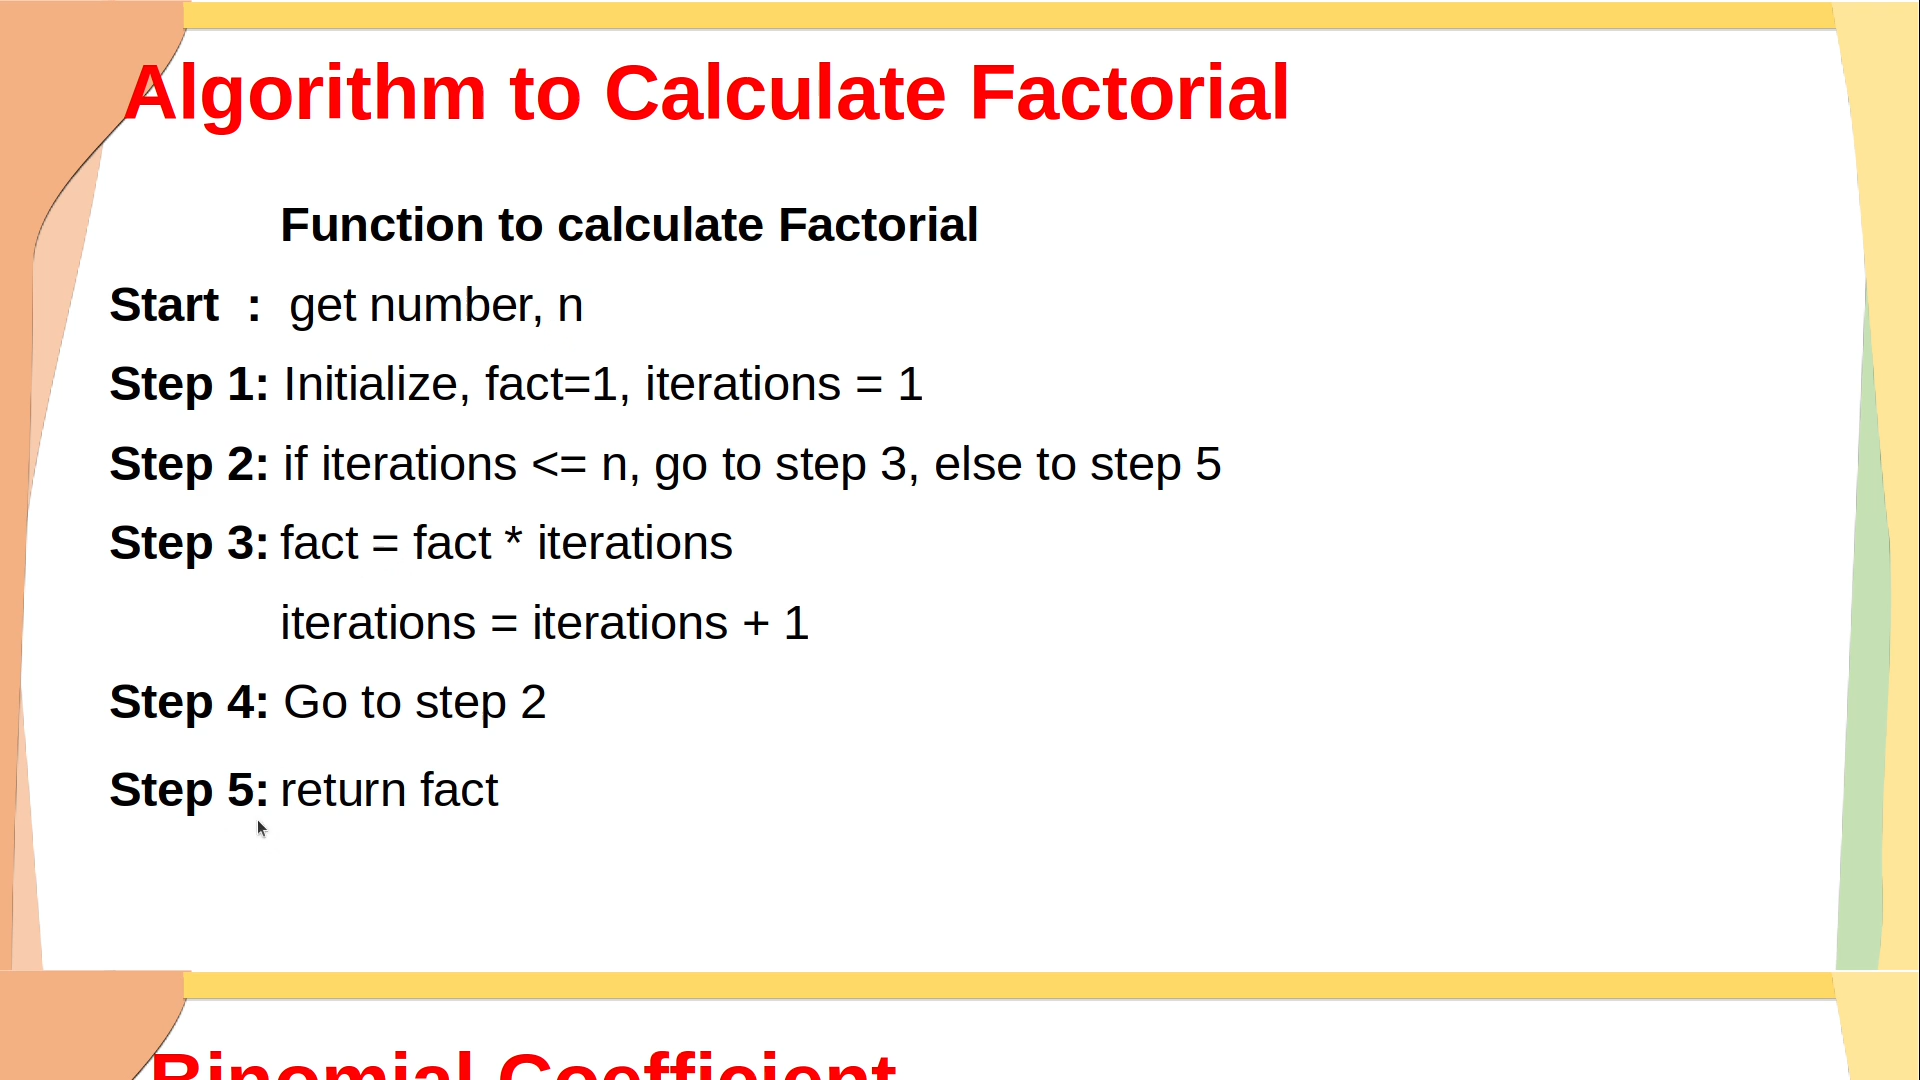 Algorithm to Calculate Factorial
Function to calculate Factorial
Start : get number, n
Step 1: Initialize, fact=1, iterations = 1
Step 2: if iterations <= n, go to step 3, else to step 5
Step 3: fact = fact * iterations
iterations = iterations + 1
Step 4: Go to step 2
Step 5: return fact
Binomial Coefficient